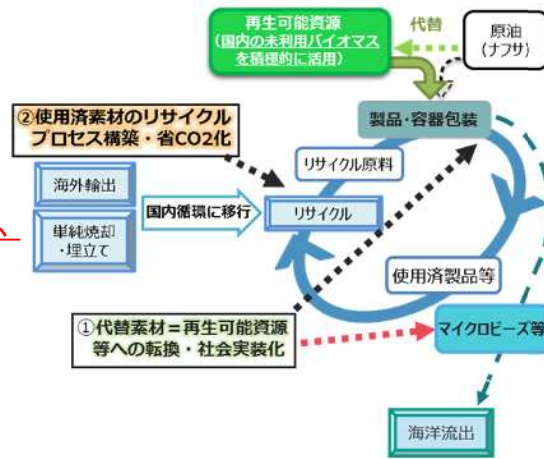 再生可能資源
(国内の未利用バイオマス
を積極的に活用)
代替
原油
(ナフサ)
②使用済素材のリサイクル
プロセス構築・省CO2化
製品・容器包装
リサイクル原料
海外輸出
国内循環に移行
リサイクル
単純焼却
・埋立て
使用済製品等
①代替素材=再生可能資源
等への転換・社会実装化
マイクロビーズ等
海洋流出